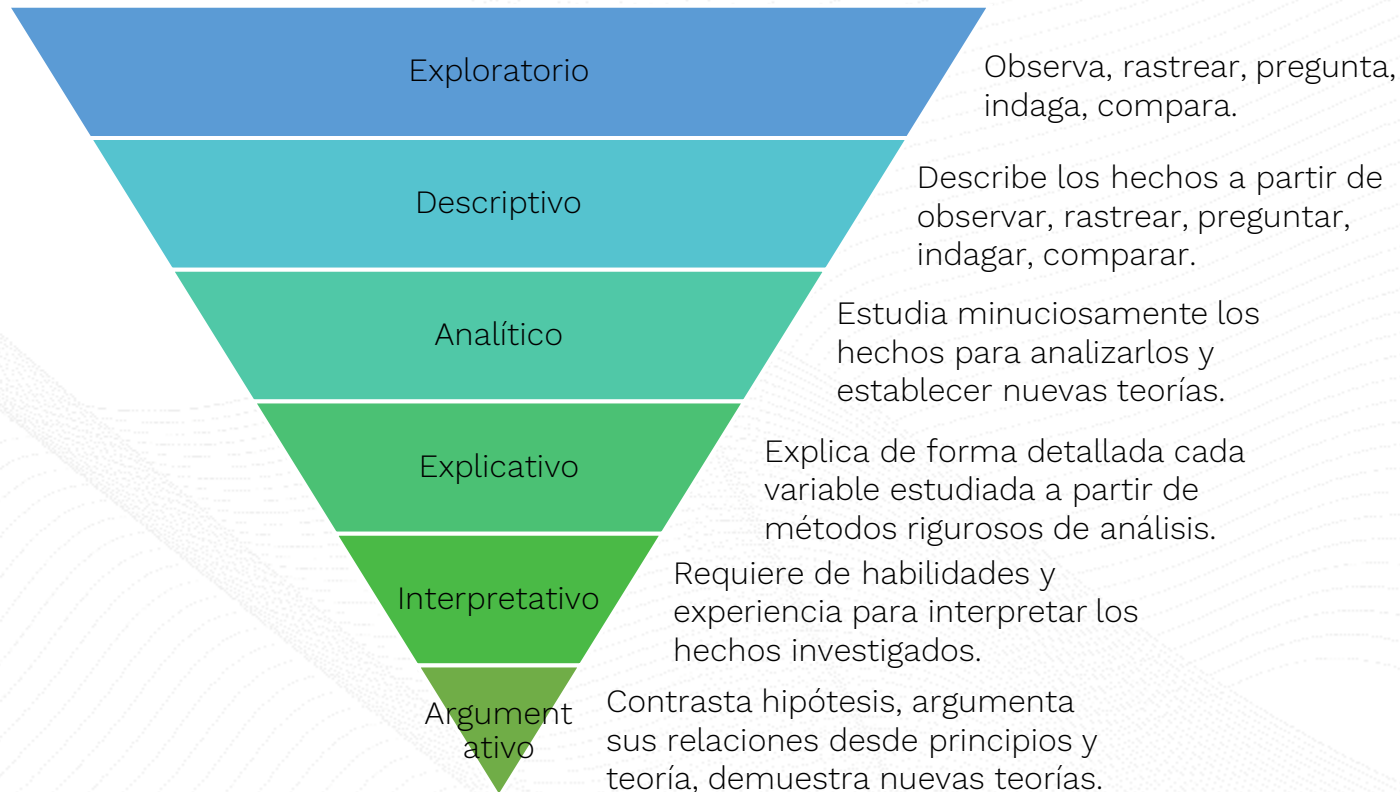 Exploratorio
Observa, rastrear, pregunta,
indaga, compara.
Descriptivo
Describe los hechos a partir de
observar, rastrear, preguntar,
indagar, comparar.
Analítico
Estudia minuciosamente los
hechos para analizarlos y
establecer nuevas teorías.
Explicativo
Explica de forma detallada cada
variable estudiada a partir de
métodos rigurosos de análisis.
Interpretativo
Requiere de habilidades y
experiencia para interpretar los
hechos investigados.
Argument
ativo
Contrasta hipótesis, argumenta
sus relaciones desde principios y
teoría, demuestra nuevas teorías.